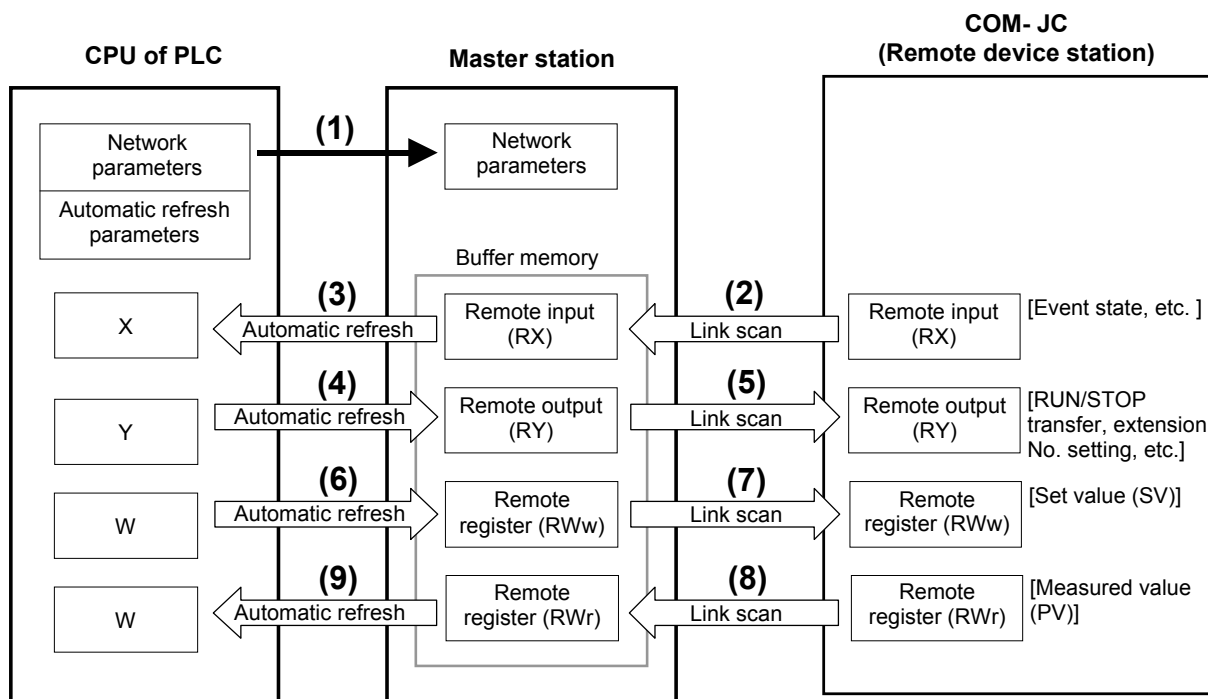 CPU of PLC
Master station
COM- JC
(Remote device station)
Network
parameters
Automatic refresh
parameters
(1)
Network
parameters
Buffer memory
X
(3)
Automatic refresh
Remote input
(RX)
(2)
Link scan
Remote input
(RX)
[Event state, etc. ]
Y
(4)
Automatic refresh
Remote output
(RY)
(5)
Link scan
Remote output
(RY)
[RUN/STOP
transfer, extension
No. setting, etc.]
W
(6)
Automatic refresh
Remote
register (RWw)
(7)
Link scan
Remote
register (RWw)
[Set value (SV)]
W
(9)
Automatic refresh
Remote
register (RWr)
(8)
Link scan
Remote
register (RWr)
[Measured value
(PV)]